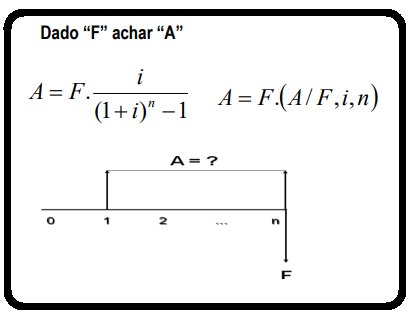 Dado “F” achar “A”
A = F. i / ((1 + i)ⁿ − 1)   A = F.(A / F, i, n)
A = ?
0 1 2 ... n
F